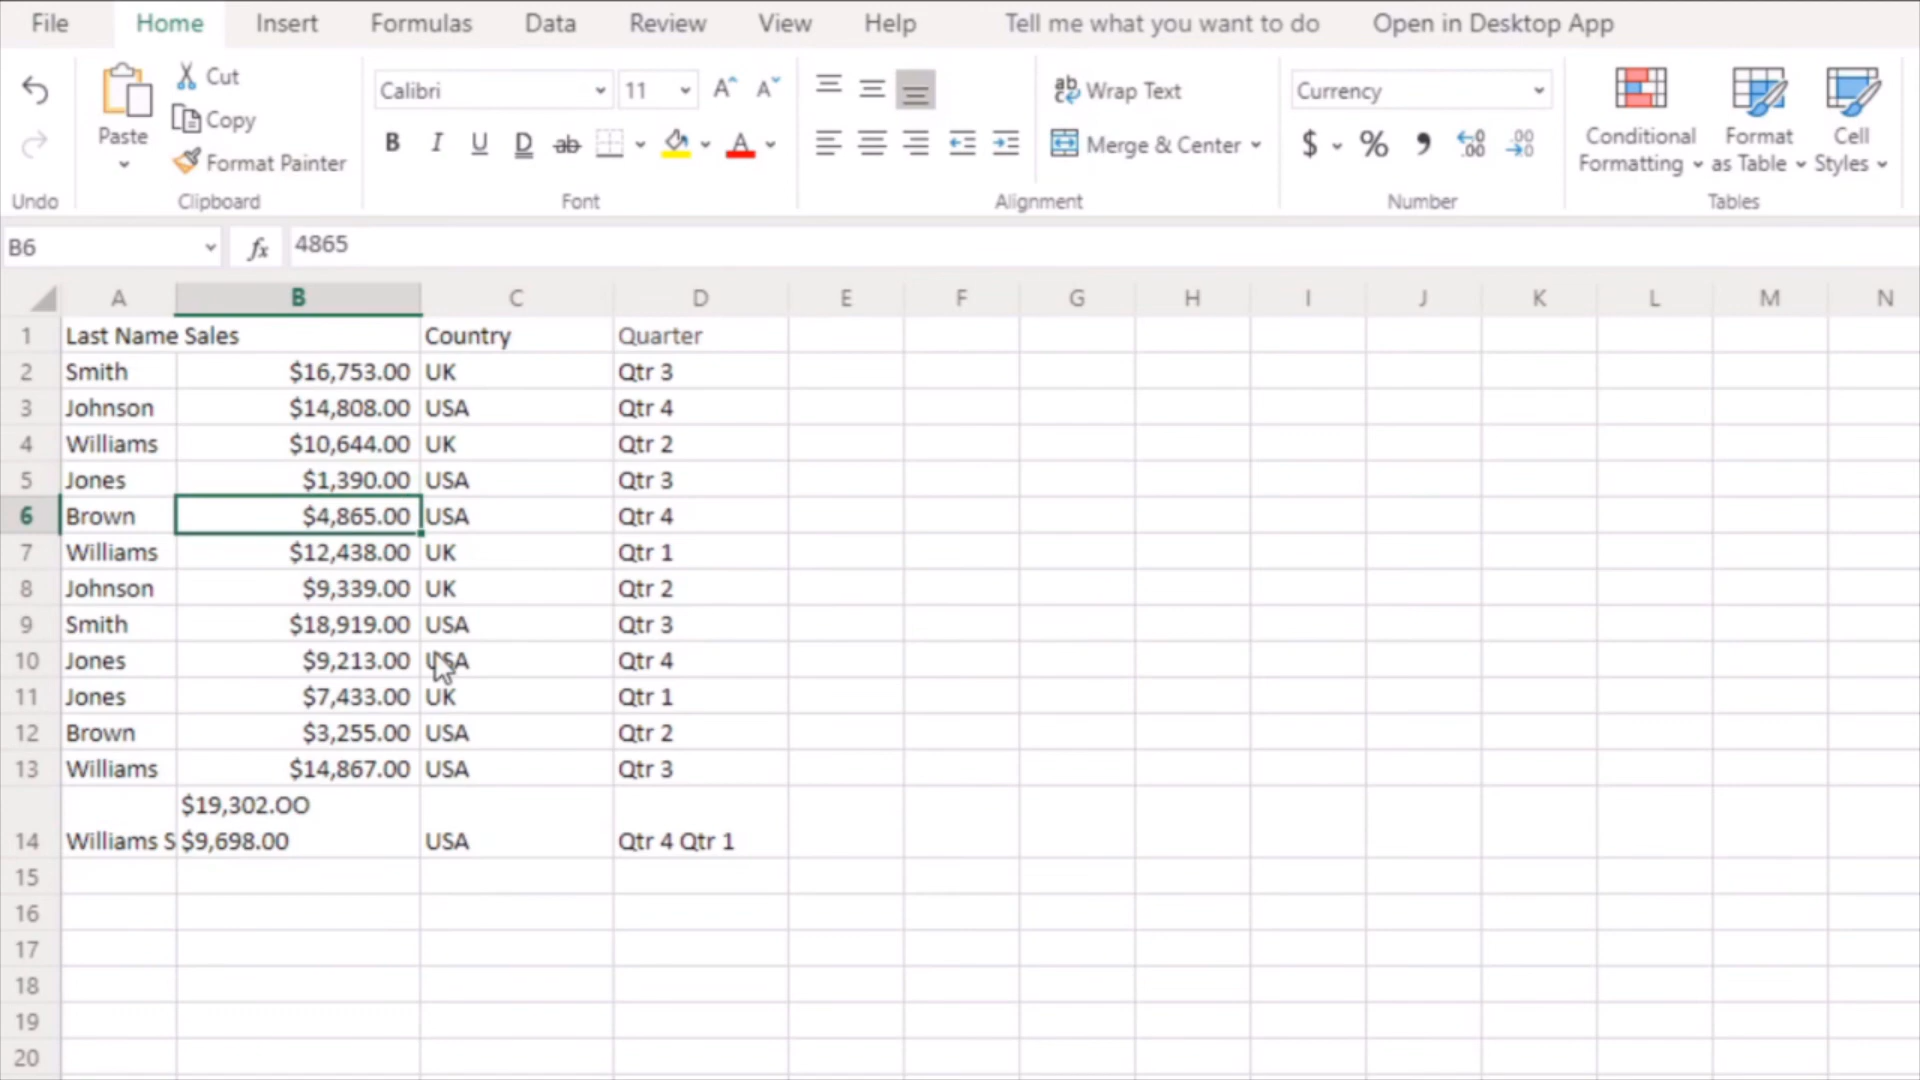 File Home Insert Formulas Data Review View Help Tell me what you want to do Open in Desktop App
Cut
Copy
Format Painter
Paste
Calibri 11 A A
B I U D ab A
ab c Wrap Text
Merge & Center
Currency
$ % 9 .00 .00 .0
Conditional Formatting
Format as Table
Cell Styles
Undo Clipboard Font Alignment Number Tables
B6 fx 4865
A B C D E F G H I J K L M N
1 Last Name Sales Country Quarter
2 Smith $16,753.00 UK Qtr 3
3 Johnson $14,808.00 USA Qtr 4
4 Williams $10,644.00 UK Qtr 2
5 Jones $1,390.00 USA Qtr 3
6 Brown $4,865.00 USA Qtr 4
7 Williams $12,438.00 UK Qtr 1
8 Johnson $9,339.00 UK Qtr 2
9 Smith $18,919.00 USA Qtr 3
10 Jones $9,213.00 USA Qtr 4
11 Jones $7,433.00 UK Qtr 1
12 Brown $3,255.00 USA Qtr 2
13 Williams $14,867.00 USA Qtr 3
$19,302.OO
14 Williams S $9,698.00 USA Qtr 4 Qtr 1
15
16
17
18
19
20